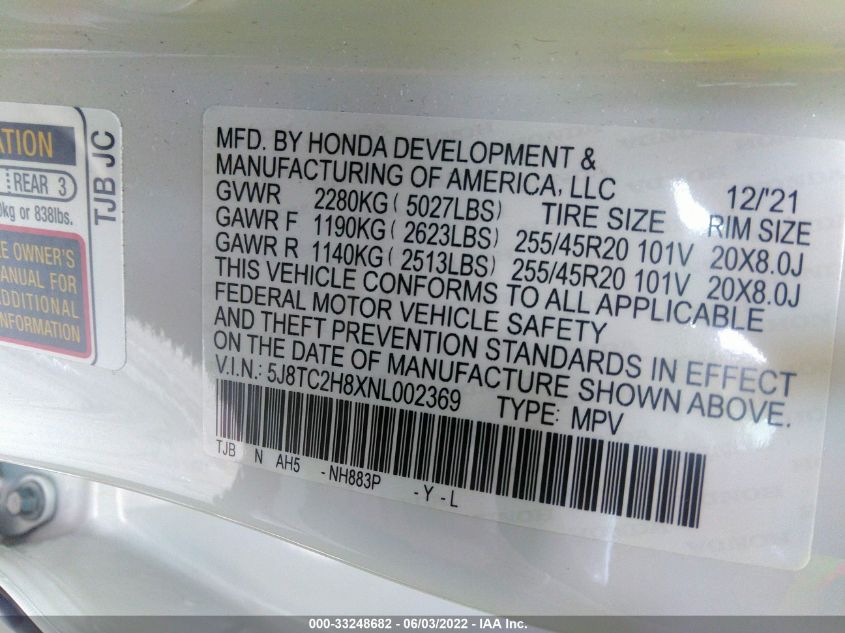 ATION
REAR 3
0kg or 838lbs.
E OWNER'S
ANUAL FOR
DDITIONAL
NFORMATION
TJB JC
MFD. BY HONDA DEVELOPMENT &
MANUFACTURING OF AMERICA, LLC 12/'21
GVWR 2280KG ( 5027LBS) TIRE SIZE RIM SIZE
GAWR F 1190KG ( 2623LBS) 255/45R20 101V 20X8.0J
GAWR R 1140KG ( 2513LBS) 255/45R20 101V 20X8.0J
THIS VEHICLE CONFORMS TO ALL APPLICABLE
FEDERAL MOTOR VEHICLE SAFETY
AND THEFT PREVENTION STANDARDS IN EFFECT
ON THE DATE OF MANUFACTURE SHOWN ABOVE.
V.I.N.: 5J8TC2H8XNL002369 TYPE: MPV
TJB N AH5 -NH883P -Y-L
000-33248682 - 06/03/2022 - IAA Inc.